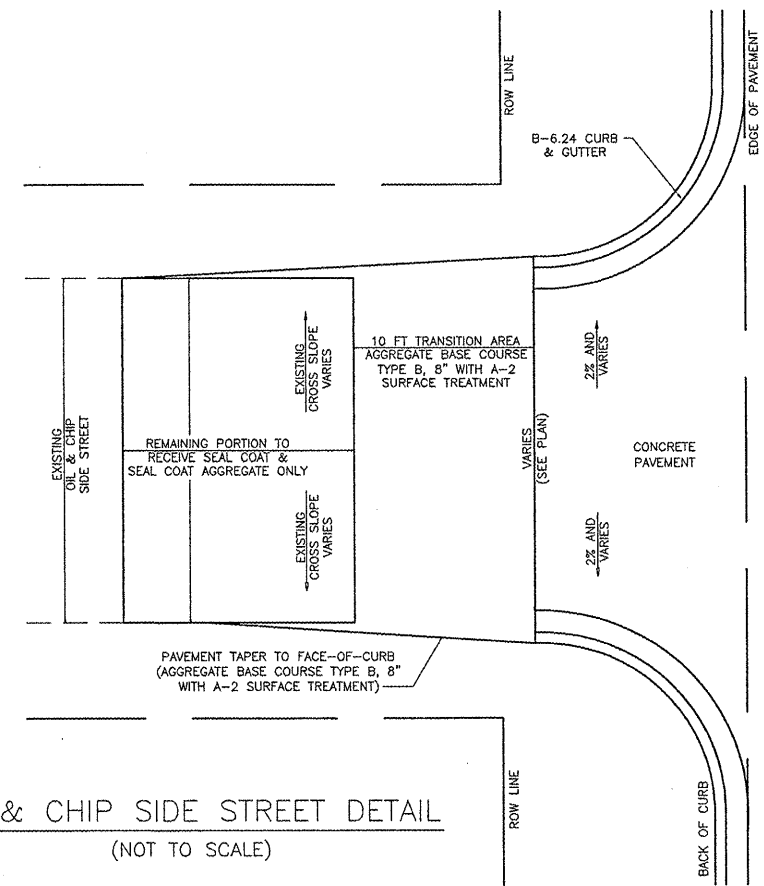 ROW LINE
EDGE OF PAVEMENT
B-6.24 CURB
& GUTTER
10 FT TRANSITION AREA
AGGREGATE BASE COURSE
TYPE B, 8" WITH A-2
SURFACE TREATMENT
EXISTING
CROSS SLOPE
VARIES
2% AND
VARIES
EXISTING
OIL & CHIP
SIDE STREET
REMAINING PORTION TO
RECEIVE SEAL COAT &
SEAL COAT AGGREGATE ONLY
VARIES
(SEE PLAN)
CONCRETE
PAVEMENT
EXISTING
CROSS SLOPE
VARIES
2% AND
VARIES
PAVEMENT TAPER TO FACE-OF-CURB
(AGGREGATE BASE COURSE TYPE B, 8"
WITH A-2 SURFACE TREATMENT)
ROW LINE
BACK OF CURB
& CHIP SIDE STREET DETAIL
(NOT TO SCALE)